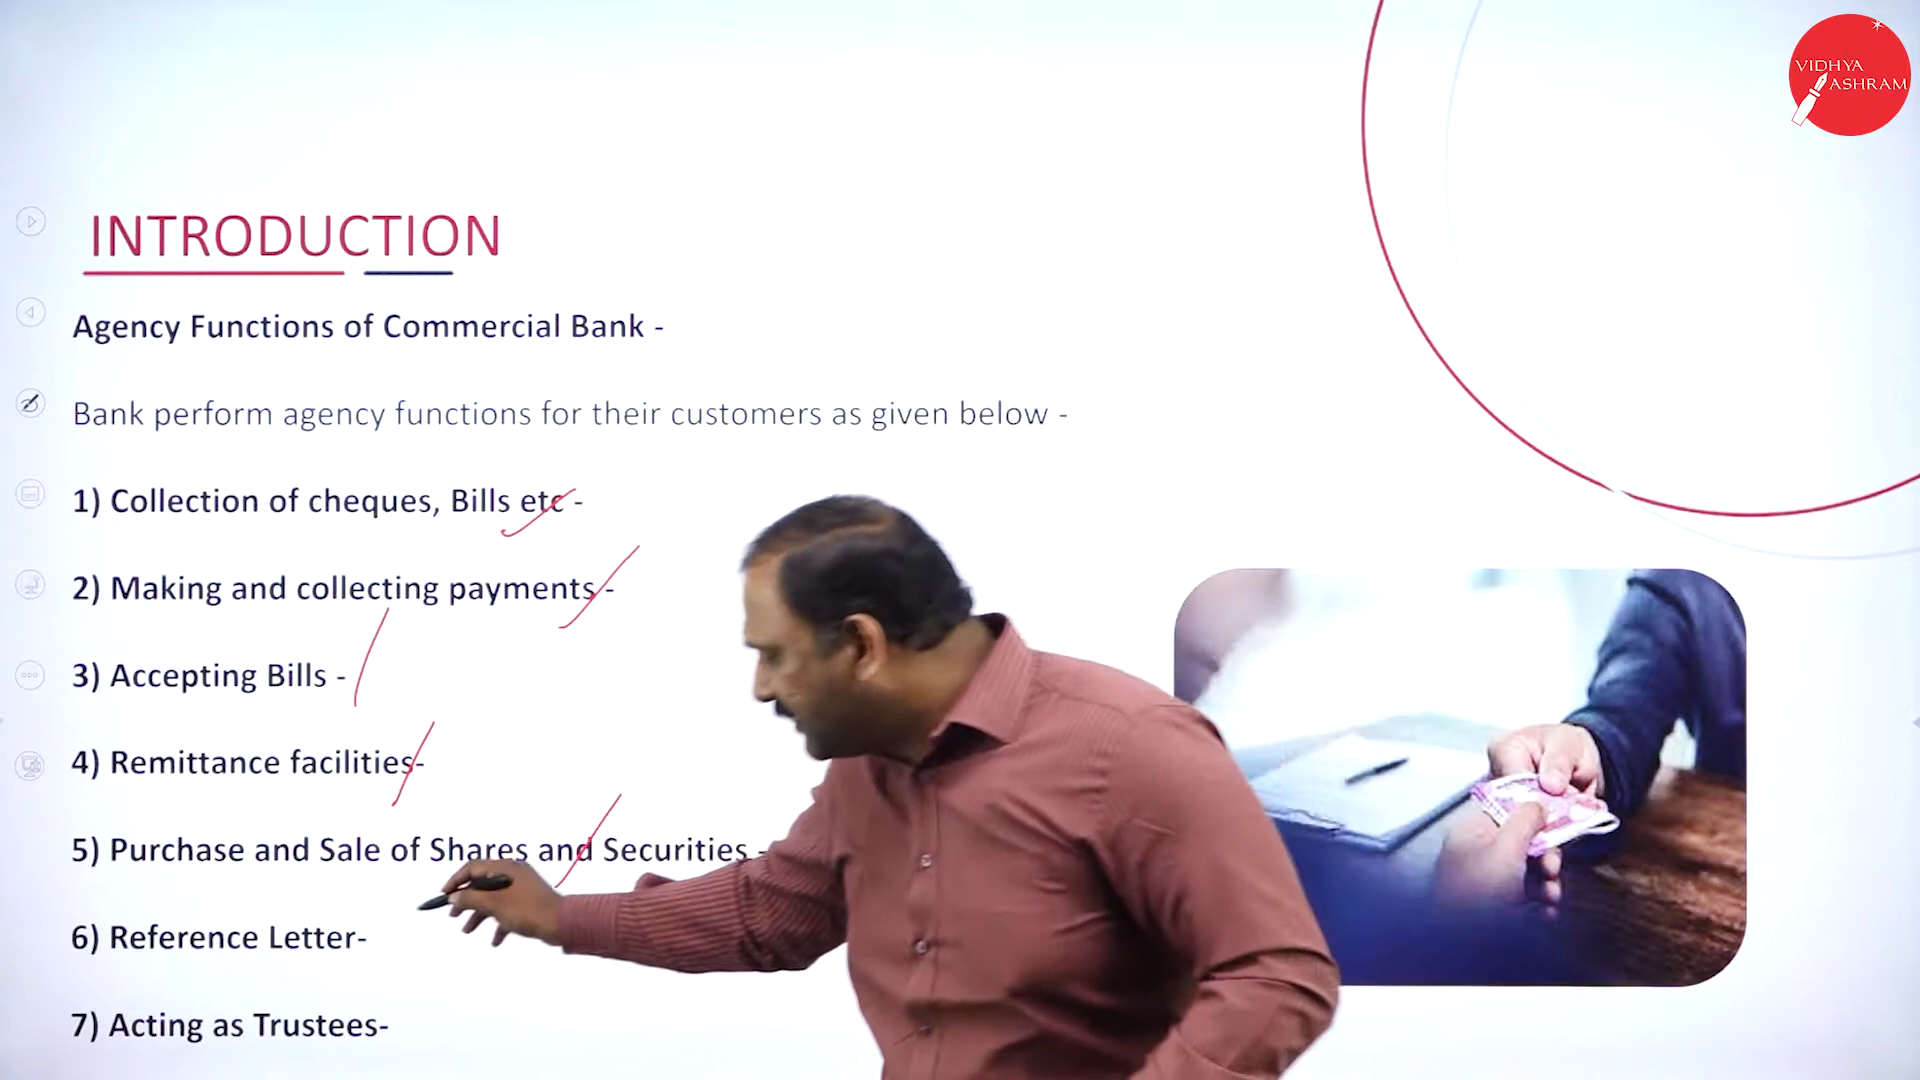 VIDHYA
ASHRAM
INTRODUCTION
Agency Functions of Commercial Bank -
Bank perform agency functions for their customers as given below -
1) Collection of cheques, Bills etc -
2) Making and collecting payments -
3) Accepting Bills -
4) Remittance facilities-
5) Purchase and Sale of Shares and Securities -
6) Reference Letter-
7) Acting as Trustees-